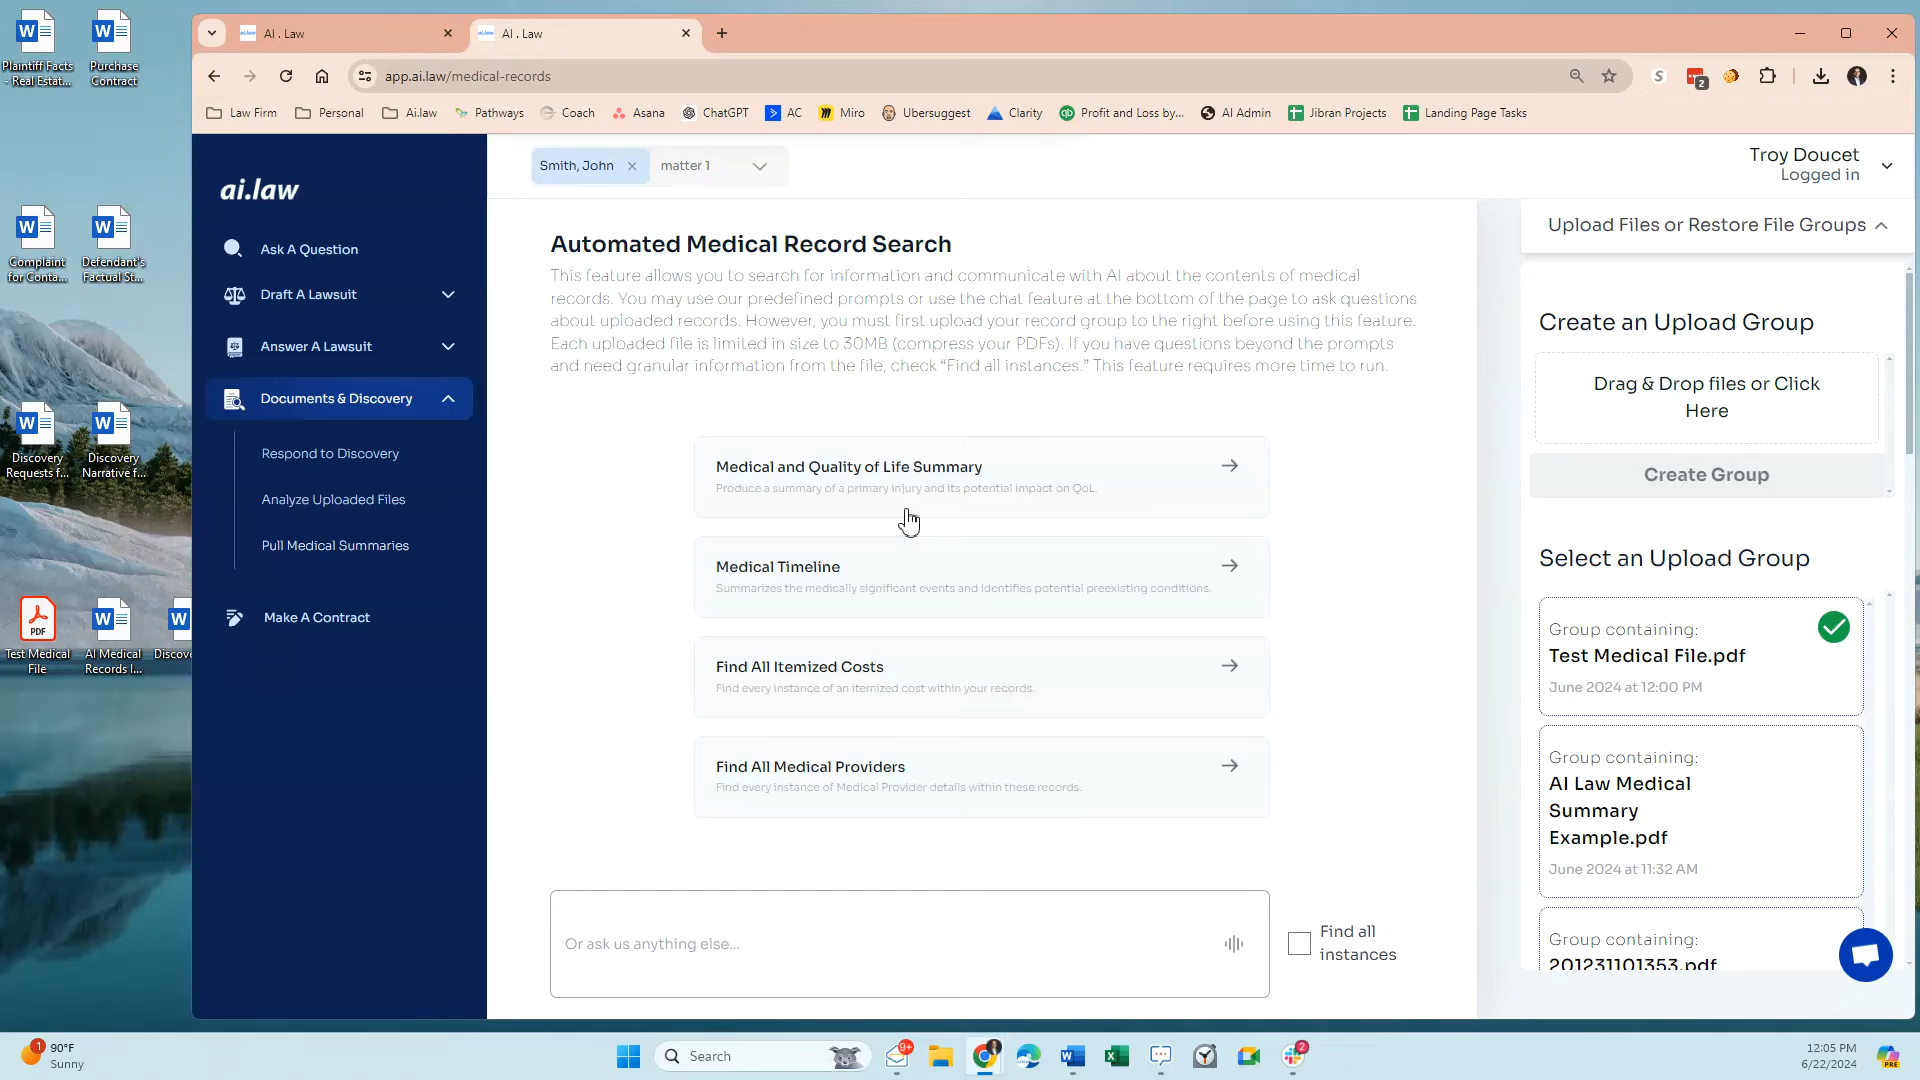 Plaintiff Facts
- Real Estat...
Purchase
Contract
Complaint
for Conta...
Defendant's
Factual St...
Discovery
Requests f...
Discovery
Narrative f...
PDF
Test Medical
File
AI Medical
Records I...
Discove
AI . Law
AI . Law
app.ai.law/medical-records
2
Law Firm
Personal
Ai.law
Pathways
Coach
Asana
ChatGPT
AC
Miro
Ubersuggest
Clarity
Profit and Loss by...
AI Admin
Jibran Projects
Landing Page Tasks
ai.law
Ask A Question
Draft A Lawsuit
Answer A Lawsuit
Documents & Discovery
Respond to Discovery
Analyze Uploaded Files
Pull Medical Summaries
Make A Contract
Smith, John
matter 1
Troy Doucet
Logged in
Automated Medical Record Search
This feature allows you to search for information and communicate with AI about the contents of medical
records. You may use our predefined prompts or use the chat feature at the bottom of the page to ask questions
about uploaded records. However, you must first upload your record group to the right before using this feature.
Each uploaded file is limited in size to 30MB (compress your PDFs). If you have questions beyond the prompts
and need granular information from the file, check “Find all instances.” This feature requires more time to run.
Medical and Quality of Life Summary
Produce a summary of a primary injury and its potential impact on QoL.
Medical Timeline
Summarizes the medically significant events and identifies potential preexisting conditions.
Find All Itemized Costs
Find every instance of an itemized cost within your records.
Find All Medical Providers
Find every instance of Medical Provider details within these records.
Or ask us anything else...
Find all
instances
Upload Files or Restore File Groups
Create an Upload Group
Drag & Drop files or Click
Here
Create Group
Select an Upload Group
Group containing:
Test Medical File.pdf
June 2024 at 12:00 PM
Group containing:
AI Law Medical
Summary
Example.pdf
June 2024 at 11:32 AM
Group containing:
201231101353.pdf
1
90°F
Sunny
Search
9+
2
12:05 PM
6/22/2024
PRE